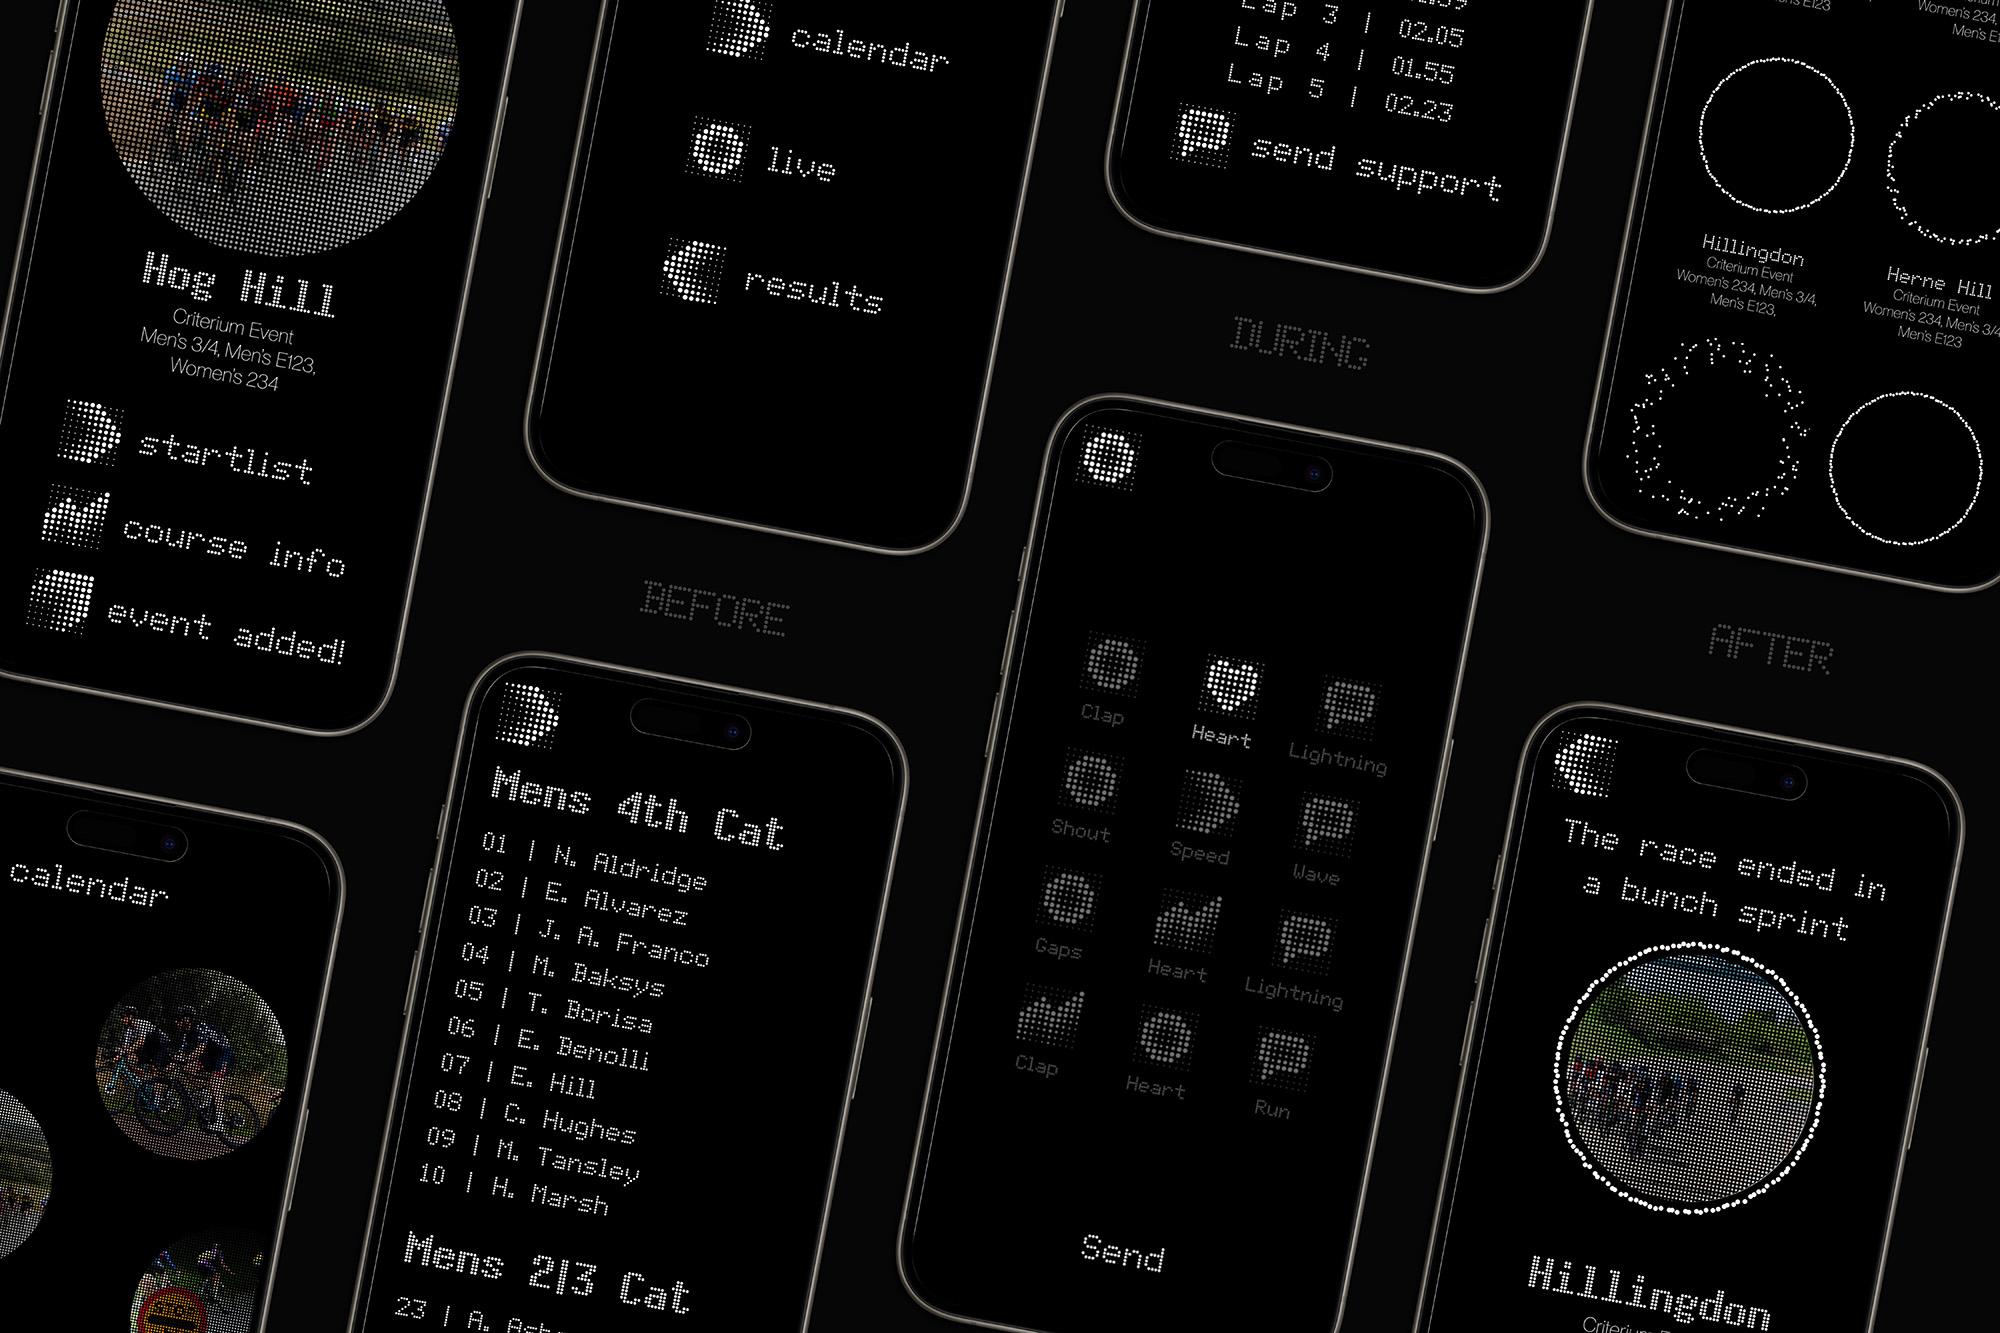 Hog Hill
Criterium Event
Men's 3/4, Men's E123,
Women's 234
startlist
course info
event added!
calendar
calendar
live
results
BEFORE
Mens 4th Cat
01 | N. Aldridge
02 | E. Alvarez
03 | J. A. Franco
04 | M. Baksys
05 | T. Borisa
06 | E. Benolli
07 | E. Hill
08 | C. Hughes
09 | M. Tansley
10 | H. Marsh
Mens 2|3 Cat
23 | A.
Lap 3 | 02.05
Lap 4 | 01.55
Lap 5 | 02.23
send support
DURING
Clap
Heart
Lightning
Shout
Speed
Wave
Gaps
Heart
Lightning
Clap
Heart
Run
Send
Men's E
Hillingdon
Criterium Event
Women's 234, Men's 3/4,
Men's E123,
Herne Hill
Criterium Event
Women's 234, Men's 3/4
Men's E123
AFTER
The race ended in
a bunch sprint
Hillingdon